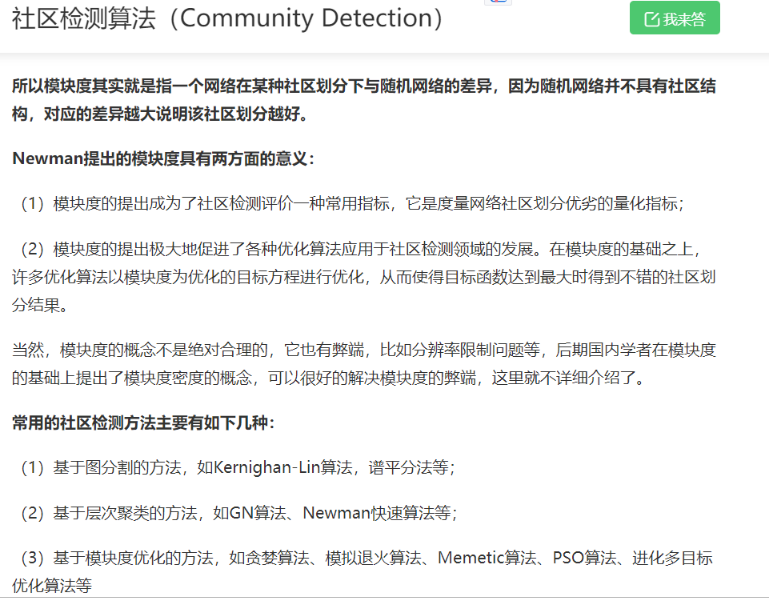 社区检测算法（Community Detection）
我来答
所以模块度其实就是指一个网络在某种社区划分下与随机网络的差异，因为随机网络并不具有社区结
构，对应的差异越大说明该社区划分越好。
Newman提出的模块度具有两方面的意义：
（1）模块度的提出成为了社区检测评价一种常用指标，它是度量网络社区划分优劣的量化指标；
（2）模块度的提出极大地促进了各种优化算法应用于社区检测领域的发展。在模块度的基础之上，
许多优化算法以模块度为优化的目标方程进行优化，从而使得目标函数达到最大时得到不错的社区划
分结果。
当然，模块度的概念不是绝对合理的，它也有弊端，比如分辨率限制问题等，后期国内学者在模块度
的基础上提出了模块度密度的概念，可以很好的解决模块度的弊端，这里就不详细介绍了。
常用的社区检测方法主要有如下几种：
（1）基于图分割的方法，如Kernighan-Lin算法，谱平分法等；
（2）基于层次聚类的方法，如GN算法、Newman快速算法等；
（3）基于模块度优化的方法，如贪婪算法、模拟退火算法、Memetic算法、PSO算法、进化多目标
优化算法等